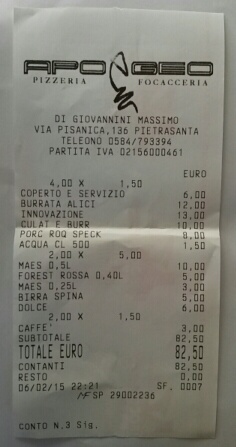 APOGEO
PIZZERIA FOCACCERIA
DI GIOVANNINI MASSIMO
VIA PISANICA,136 PIETRASANTA
TELEONO 0584/793394
PARTITA IVA 02156000461
EURO
4,00 X 1,50
COPERTO E SERVIZIO 6,00
BURRATA ALICI 12,00
INNOVAZIONE 13,00
CULAT E BURR 10,00
PORC ROQ SPECK 8,00
ACQUA CL 500 1,50
2,00 X 5,00
MAES 0,5L 10,00
FOREST ROSSA 0,40L 5,00
MAES 0,25L 3,00
BIRRA SPINA 5,00
DOLCE 6,00
2,00 X 1,50
CAFFE' 3,00
SUBTOTALE 82,50
TOTALE EURO 82,50
CONTANTI 82,50
RESTO 0,00
06/02/15 22:21 SF. 0007
SP 29002236
CONTO N.3 Sig.